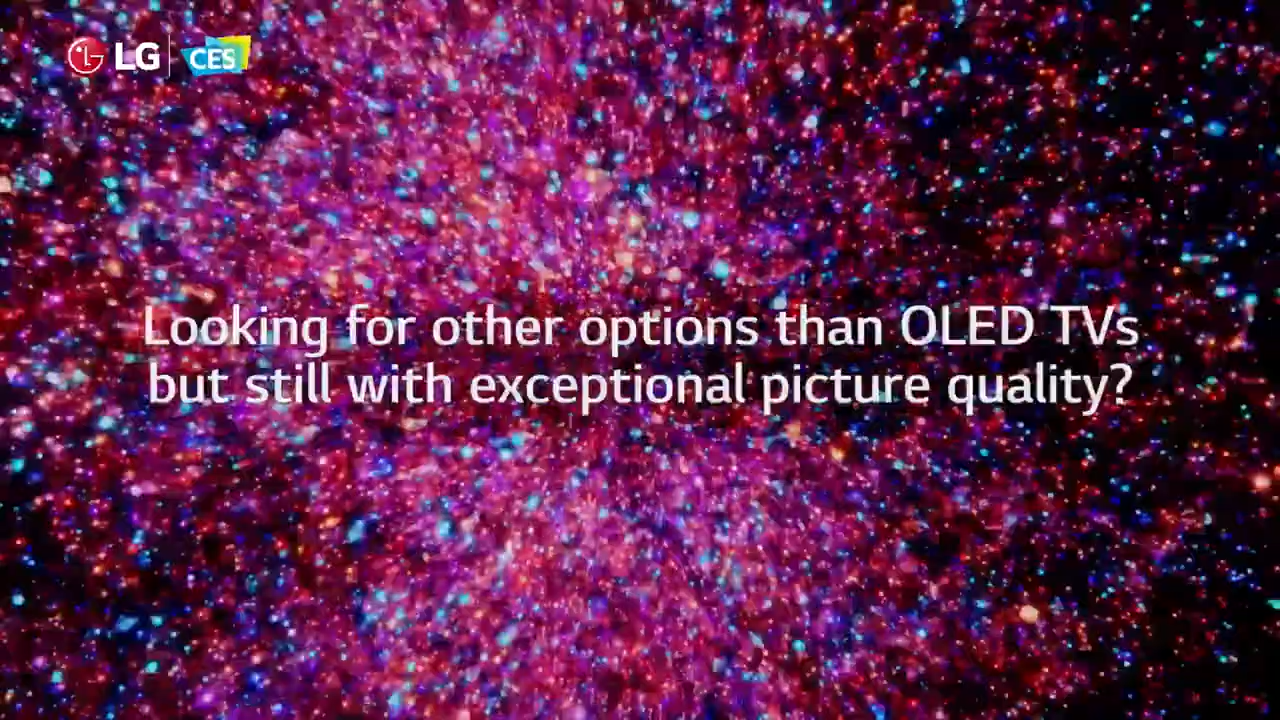 LG CES
Looking for other options than OLED TVs
but still with exceptional picture quality?